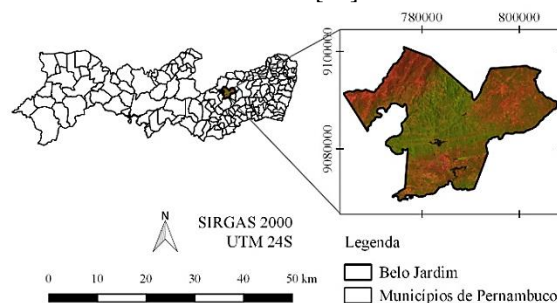 780000 800000
9100000
9080000
N
SIRGAS 2000
UTM 24S
0 10 20 30 40 50 km
Legenda
Belo Jardim
Municípios de Pernambuco